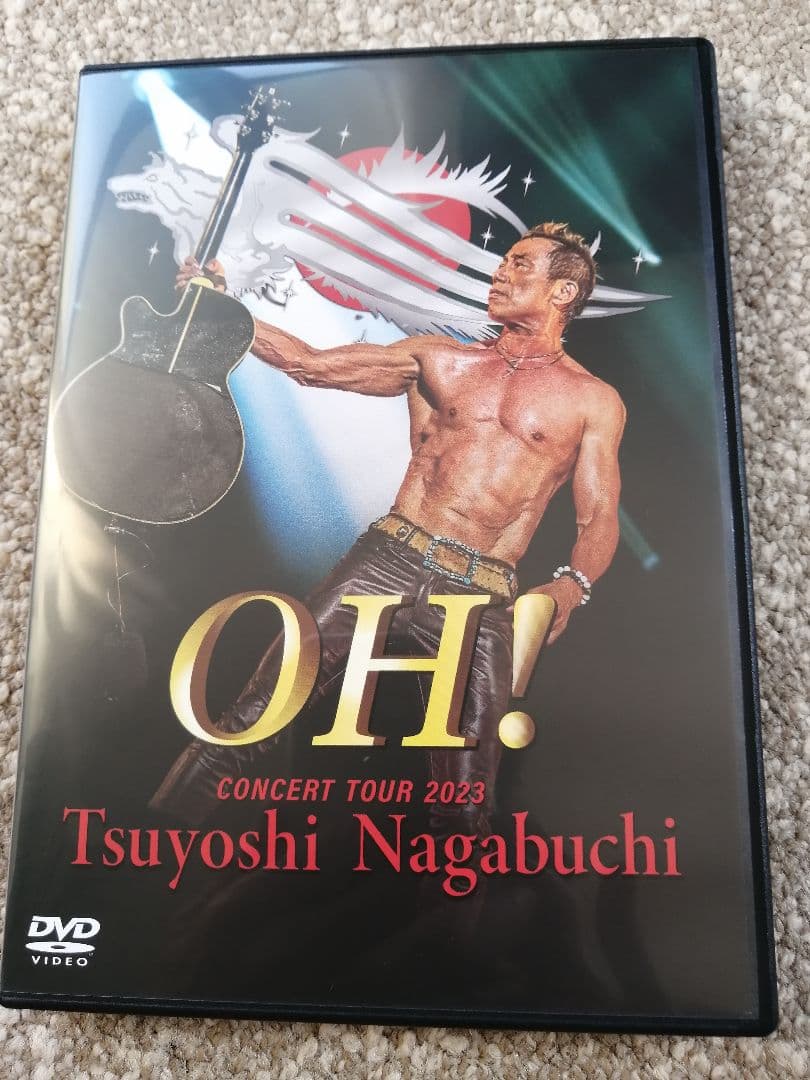 OH!
CONCERT TOUR 2023
Tsuyoshi Nagabuchi
DVD
VIDEO